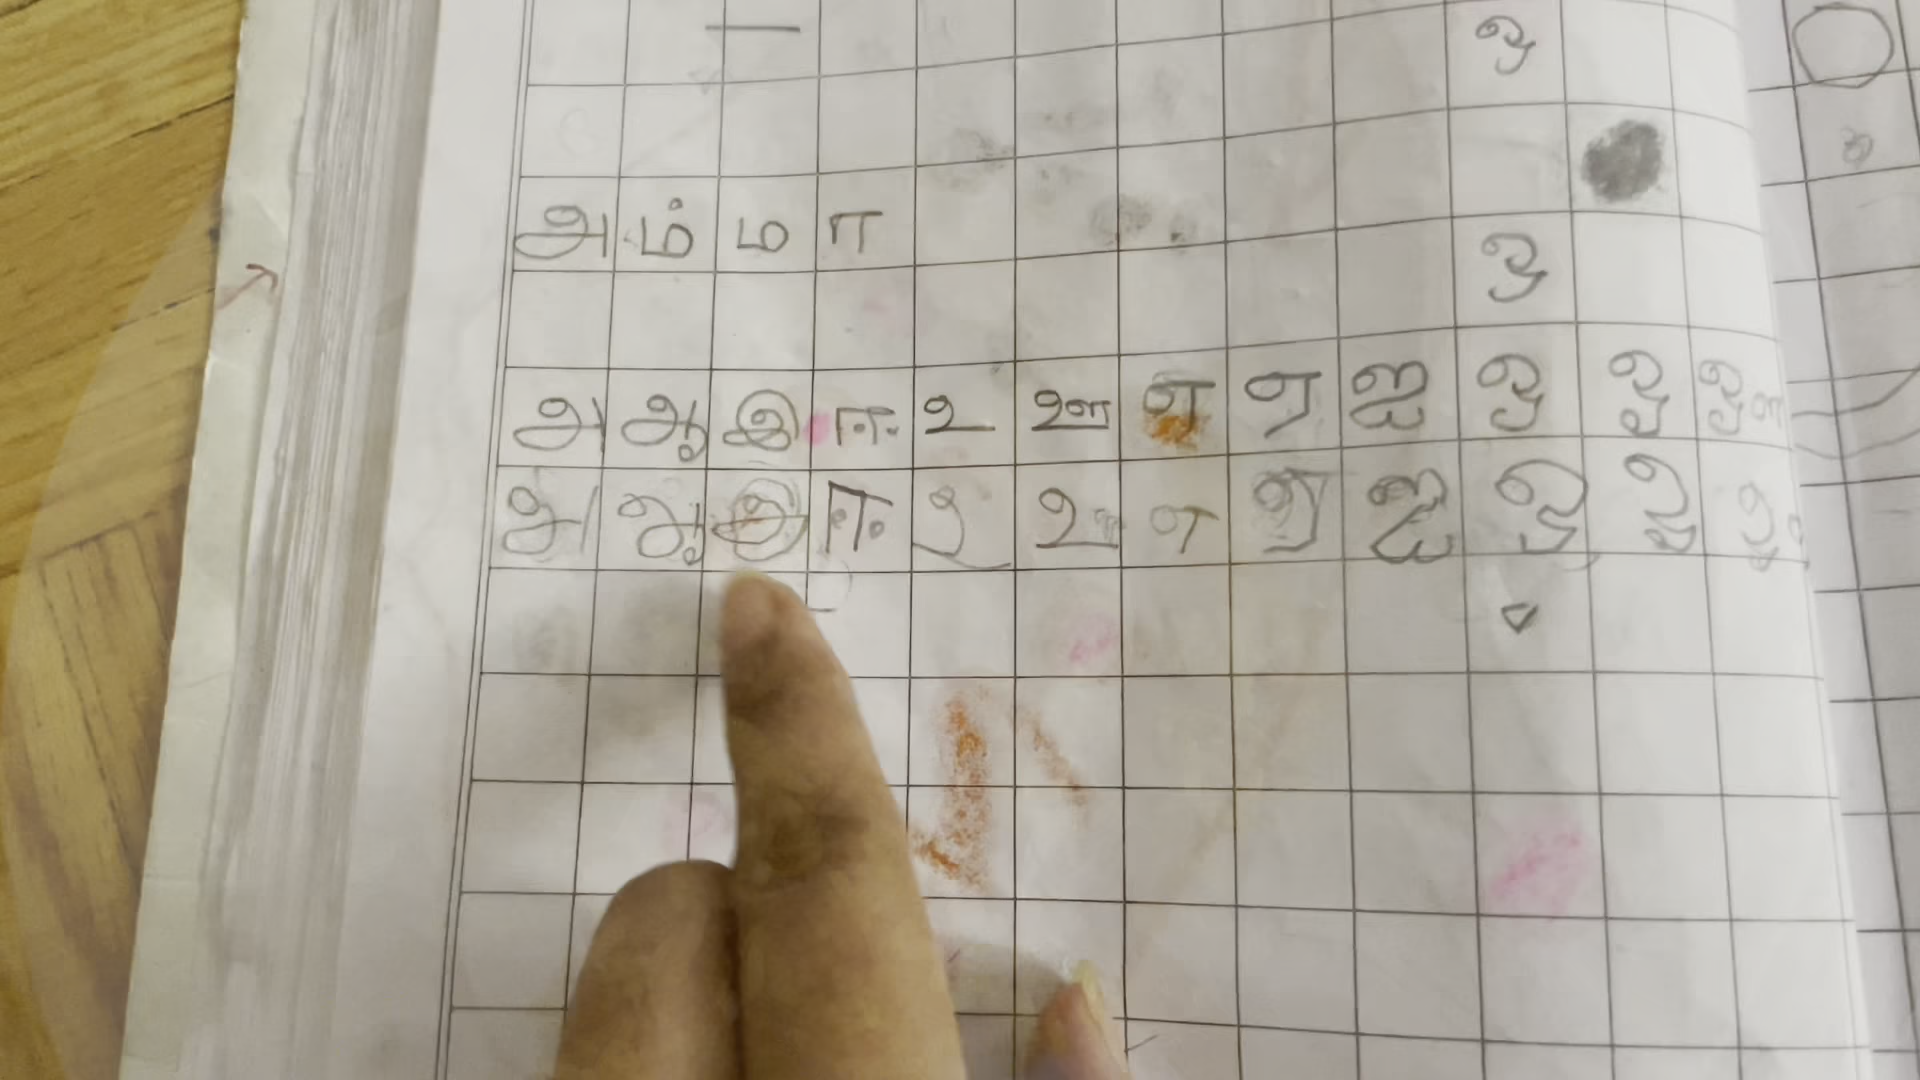 அம்மா
அ ஆ இ ஈ உ ஊ எ ஏ ஐ ஒ ஓ ஔ
அ ஆ இ ஈ உ ஊ எ ஏ ஐ ஒ ஓ ஔ